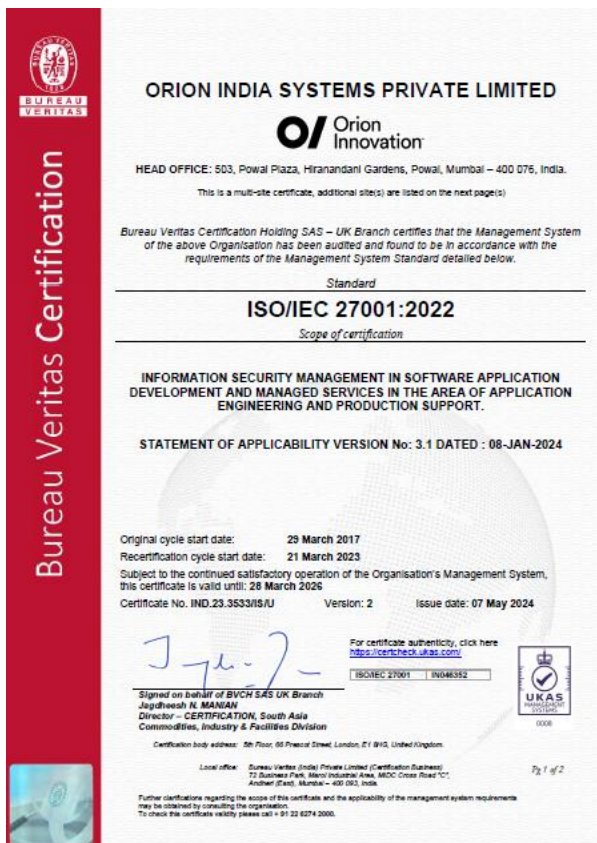 BUREAU
VERITAS
Bureau Veritas Certification
ORION INDIA SYSTEMS PRIVATE LIMITED
Orion
Innovation
HEAD OFFICE: 503, Powai Plaza, Hiranandani Gardens, Powai, Mumbai – 400 076, India.
This is a multi-site certificate, additional site(s) are listed on the next page(s)
Bureau Veritas Certification Holding SAS – UK Branch certifies that the Management System
of the above Organisation has been audited and found to be in accordance with the
requirements of the Management System Standard detailed below.
Standard
ISO/IEC 27001:2022
Scope of certification
INFORMATION SECURITY MANAGEMENT IN SOFTWARE APPLICATION
DEVELOPMENT AND MANAGED SERVICES IN THE AREA OF APPLICATION
ENGINEERING AND PRODUCTION SUPPORT.
STATEMENT OF APPLICABILITY VERSION No: 3.1 DATED : 08-JAN-2024
Original cycle start date: 29 March 2017
Recertification cycle start date: 21 March 2023
Subject to the continued satisfactory operation of the Organisation's Management System,
this certificate is valid until: 28 March 2026
Certificate No. IND.23.3533/IS/U Version: 2 Issue date: 07 May 2024
For certificate authenticity, click here
https://certcheck.ukas.com/
ISO/IEC 27001 IN046352
Signed on behalf of BVCH SAS UK Branch
Jagdheesh N. MANIAN
Director – CERTIFICATION, South Asia
Commodities, Industry & Facilities Division
UKAS
MANAGEMENT
SYSTEMS
0008
Certification body address: 5th Floor, 66 Prescot Street, London, E1 8HG, United Kingdom.
Local office: Bureau Veritas (India) Private Limited (Certification Business)
72 Business Park, Marol Industrial Area, MIDC Cross Road "C",
Andheri (East), Mumbai – 400 093, India.
Pg 1 of 2
Further clarifications regarding the scope of this certificate and the applicability of the management system requirements
may be obtained by consulting the organisation.
To check this certificate validity please call + 91 22 6274 2000.